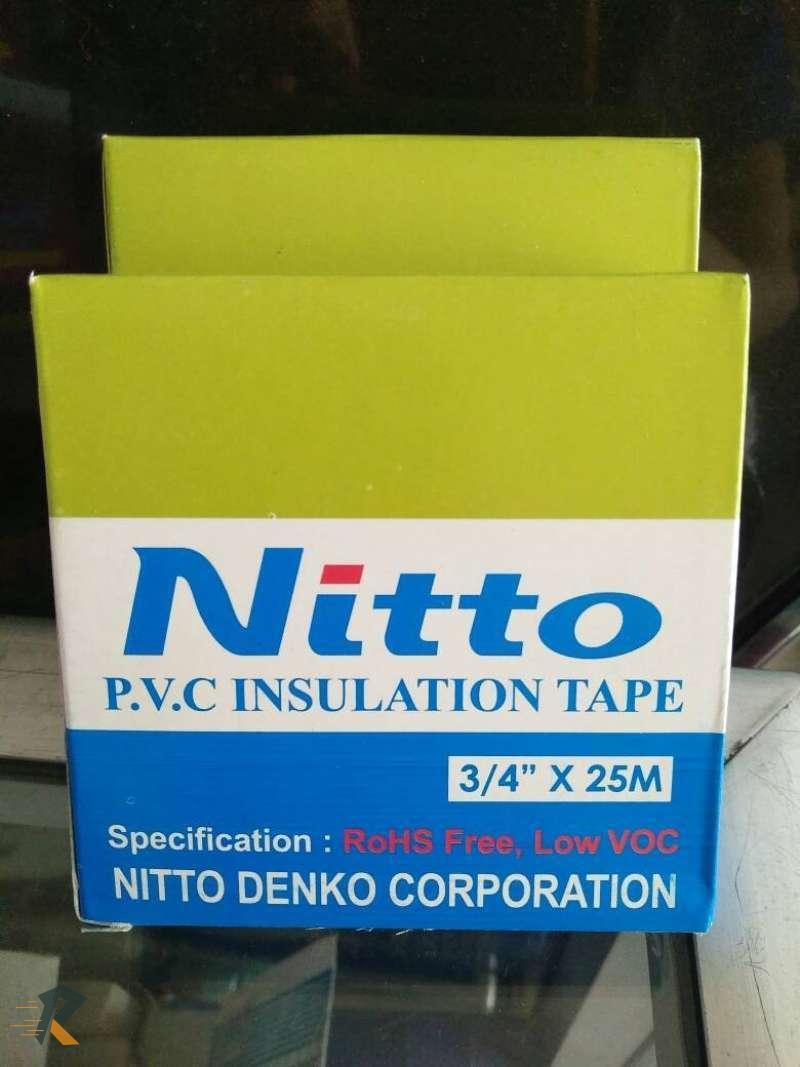 Nitto
P.V.C INSULATION TAPE
3/4” X 25M
Specification : RoHS Free, Low VOC
NITTO DENKO CORPORATION